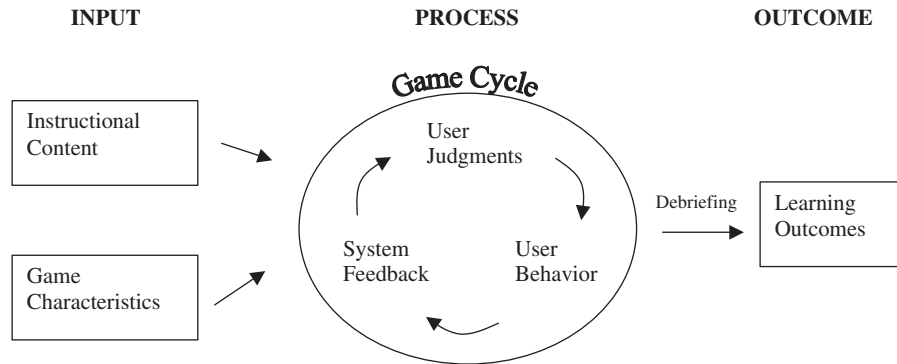 INPUT
PROCESS
OUTCOME
Game Cycle
Instructional
Content
User
Judgments
Debriefing
Learning
Outcomes
System
Feedback
User
Behavior
Game
Characteristics